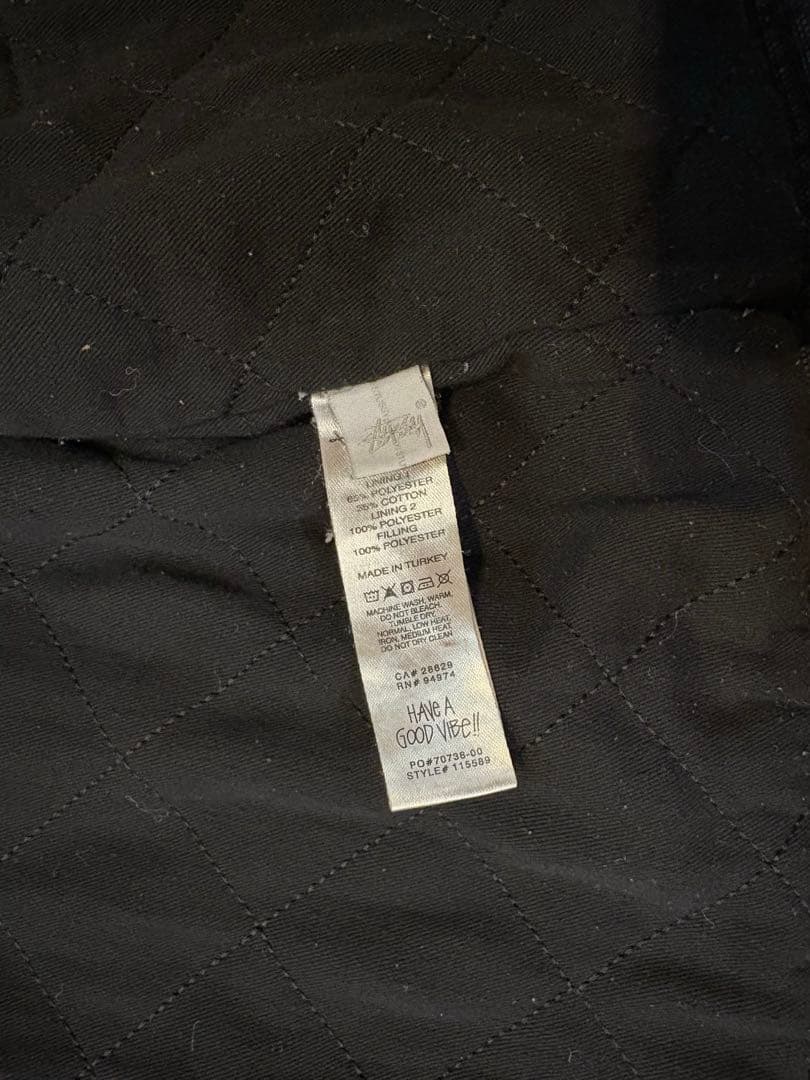 Stüssy
®
LINING 1
65% POLYESTER
35% COTTON
LINING 2
100% POLYESTER
FILLING
100% POLYESTER
MADE IN TURKEY
MACHINE WASH, WARM,
DO NOT BLEACH,
TUMBLE DRY,
NORMAL, LOW HEAT,
IRON, MEDIUM HEAT,
DO NOT DRY CLEAN
CA# 28629
RN# 94974
HAVE A
GOOD VIBE!!
PO#70738-00
STYLE# 115589